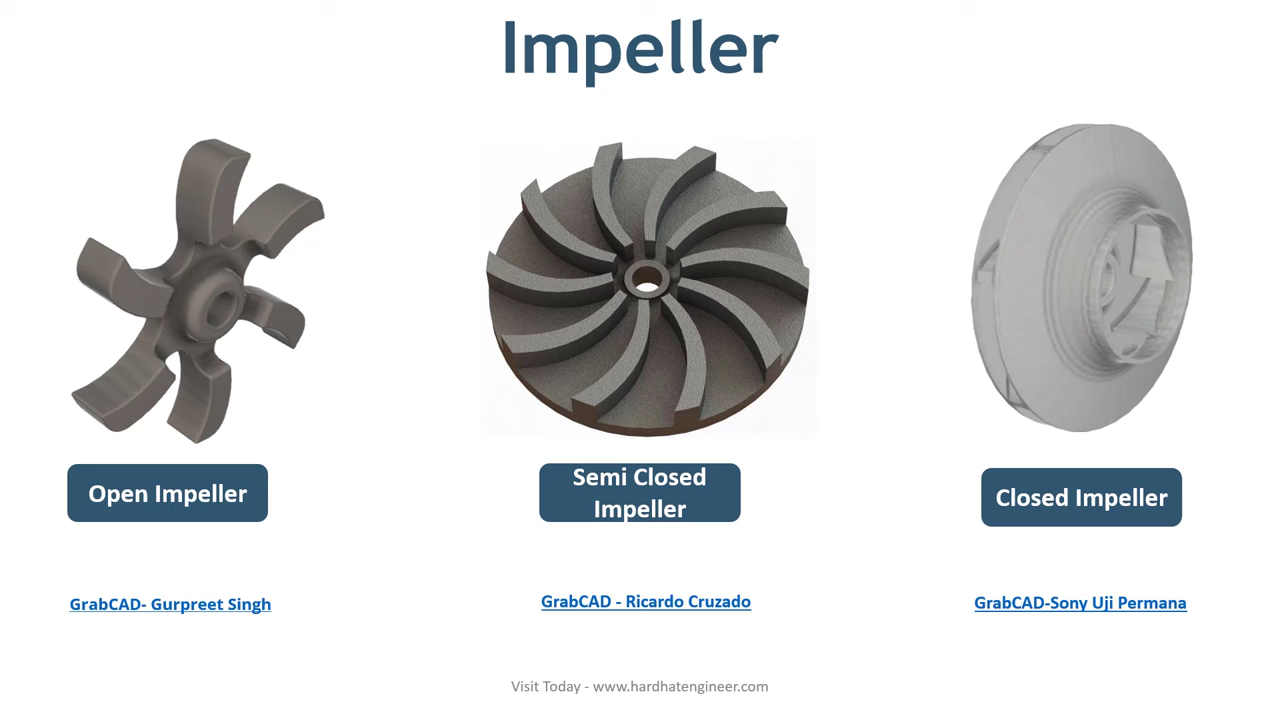 Impeller
Open Impeller
Semi Closed
Impeller
Closed Impeller
GrabCAD- Gurpreet Singh
GrabCAD - Ricardo Cruzado
GrabCAD-Sony Uji Permana
Visit Today - www.hardhatengineer.com